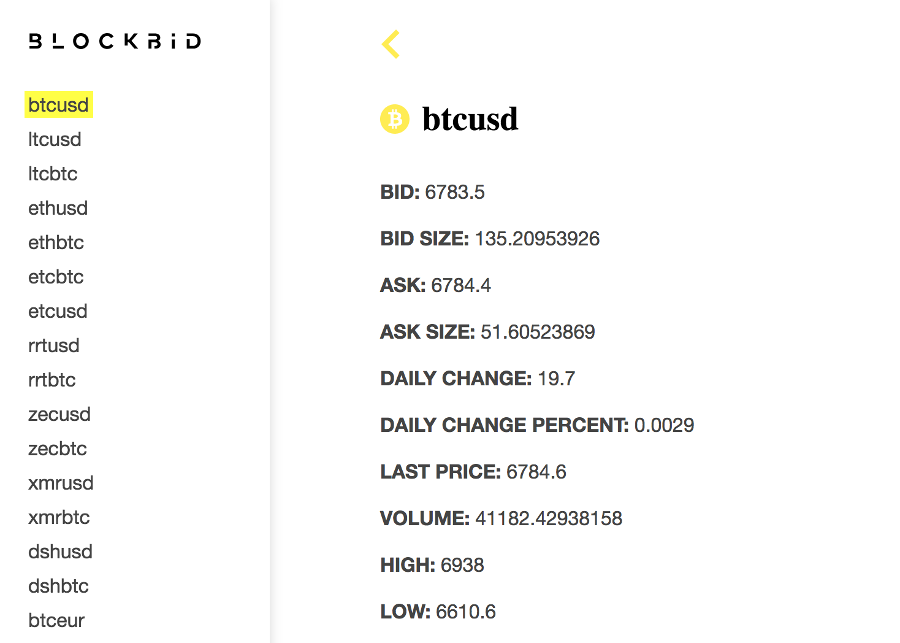 BLOCKBiD
btcusd
ltcusd
ltcbtc
ethusd
ethbtc
etcbtc
etcusd
rrtusd
rrtbtc
zecusd
zecbtc
xmrusd
xmrbtc
dshusd
dshbtc
btceur
btcusd
BID: 6783.5
BID SIZE: 135.20953926
ASK: 6784.4
ASK SIZE: 51.60523869
DAILY CHANGE: 19.7
DAILY CHANGE PERCENT: 0.0029
LAST PRICE: 6784.6
VOLUME: 41182.42938158
HIGH: 6938
LOW: 6610.6